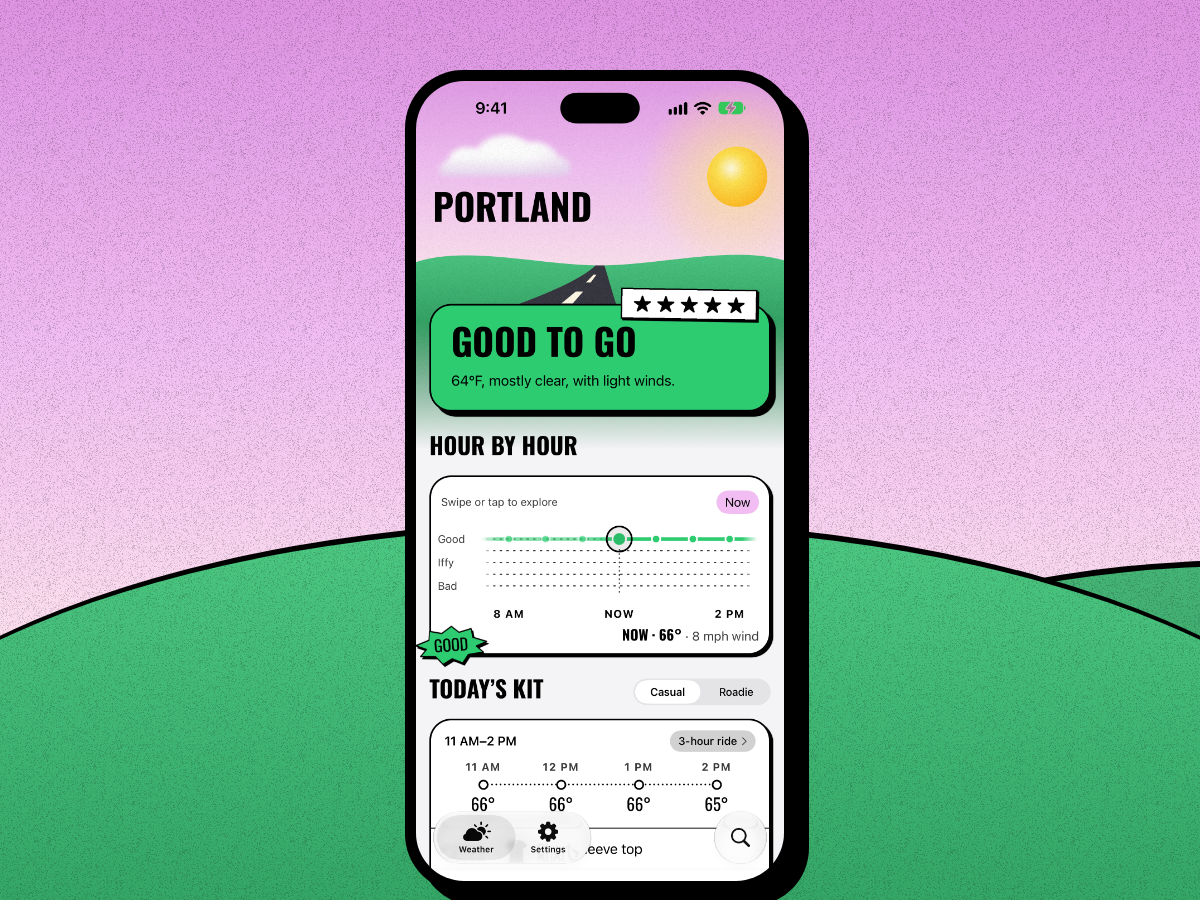 9:41
PORTLAND
GOOD TO GO
64°F, mostly clear, with light winds.
HOUR BY HOUR
Swipe or tap to explore
Now
Good
Iffy
Bad
8 AM NOW 2 PM
NOW · 66° · 8 mph wind
GOOD
TODAY'S KIT
Casual Roadie
11 AM–2 PM
3-hour ride
11 AM 12 PM 1 PM 2 PM
66° 66° 66° 65°
Weather Settings
top